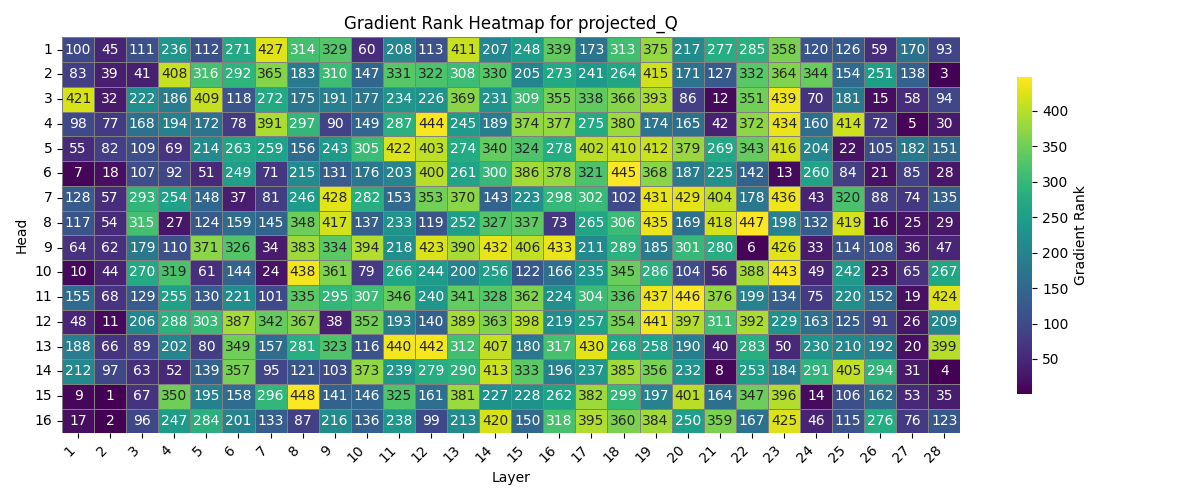 Gradient Rank Heatmap for projected_Q
1 100 45 111 236 112 271 427 314 329 60 208 113 411 207 248 339 173 313 375 217 277 285 358 120 126 59 170 93
2 83 39 41 408 316 292 365 183 310 147 331 322 308 330 205 273 241 264 415 171 127 332 364 344 154 251 138 3
3 421 32 222 186 409 118 272 175 191 177 234 226 369 231 309 355 338 366 393 86 12 351 439 70 181 15 58 94
4 98 77 168 194 172 78 391 297 90 149 287 444 245 189 374 377 275 380 174 165 42 372 434 160 414 72 5 30
5 55 82 109 69 214 263 259 156 243 305 422 403 274 340 324 278 402 410 412 379 269 343 416 204 22 105 182 151
6 7 18 107 92 51 249 71 215 131 176 203 400 261 300 386 378 321 445 368 187 225 142 13 260 84 21 85 28
7 128 57 293 254 148 37 81 246 428 282 153 353 370 143 223 298 302 102 431 429 404 178 436 43 320 88 74 135
8 117 54 315 27 124 159 145 348 417 137 233 119 252 327 337 73 265 306 435 169 418 447 198 132 419 16 25 29
9 64 62 179 110 371 326 34 383 334 394 218 423 390 432 406 433 211 289 185 301 280 6 426 33 114 108 36 47
10 10 44 270 319 61 144 24 438 361 79 266 244 200 256 122 166 235 345 286 104 56 388 443 49 242 23 65 267
11 155 68 129 255 130 221 101 335 295 307 346 240 341 328 362 224 304 336 437 446 376 199 134 75 220 152 19 424
12 48 11 206 288 303 387 342 367 38 352 193 140 389 363 398 219 257 354 441 397 311 392 229 163 125 91 26 209
13 188 66 89 202 80 349 157 281 323 116 440 442 312 407 180 317 430 268 258 190 40 283 50 230 210 192 20 399
14 212 97 63 52 139 357 95 121 103 373 239 279 290 413 333 196 237 385 356 232 8 253 184 291 405 294 31 4
15 9 1 67 350 195 158 296 448 141 146 325 161 381 227 228 262 382 299 197 401 164 347 396 14 106 162 53 35
16 17 2 96 247 284 201 133 87 216 136 238 99 213 420 150 318 395 360 384 250 359 167 425 46 115 276 76 123
1 2 3 4 5 6 7 8 9 10 11 12 13 14 15 16 17 18 19 20 21 22 23 24 25 26 27 28
Layer
Head
400
350
300
250
200
150
100
50
Gradient Rank